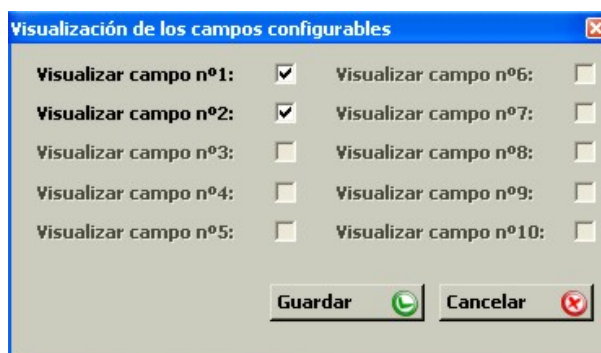 Visualización de los campos configurables
Visualizar campo nº1:
Visualizar campo nº6:
Visualizar campo nº2:
Visualizar campo nº7:
Visualizar campo nº3:
Visualizar campo nº8:
Visualizar campo nº4:
Visualizar campo nº9:
Visualizar campo nº5:
Visualizar campo nº10:
Guardar
Cancelar